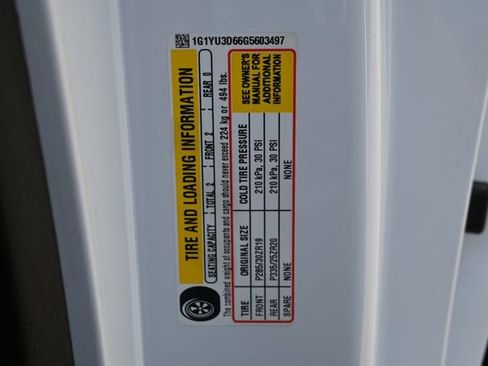 1G1YU3D66G5603497
TIRE AND LOADING INFORMATION
SEATING CAPACITY TOTAL 2 FRONT 2 REAR 0
The combined weight of occupants and cargo should never exceed 224 kg or 494 lbs.
TIRE ORIGINAL SIZE COLD TIRE PRESSURE
FRONT P285/30ZR19 210 kPa, 30 PSI
REAR P335/25ZR20 210 kPa, 30 PSI
SPARE NONE NONE
SEE OWNER'S
MANUAL FOR
ADDITIONAL
INFORMATION